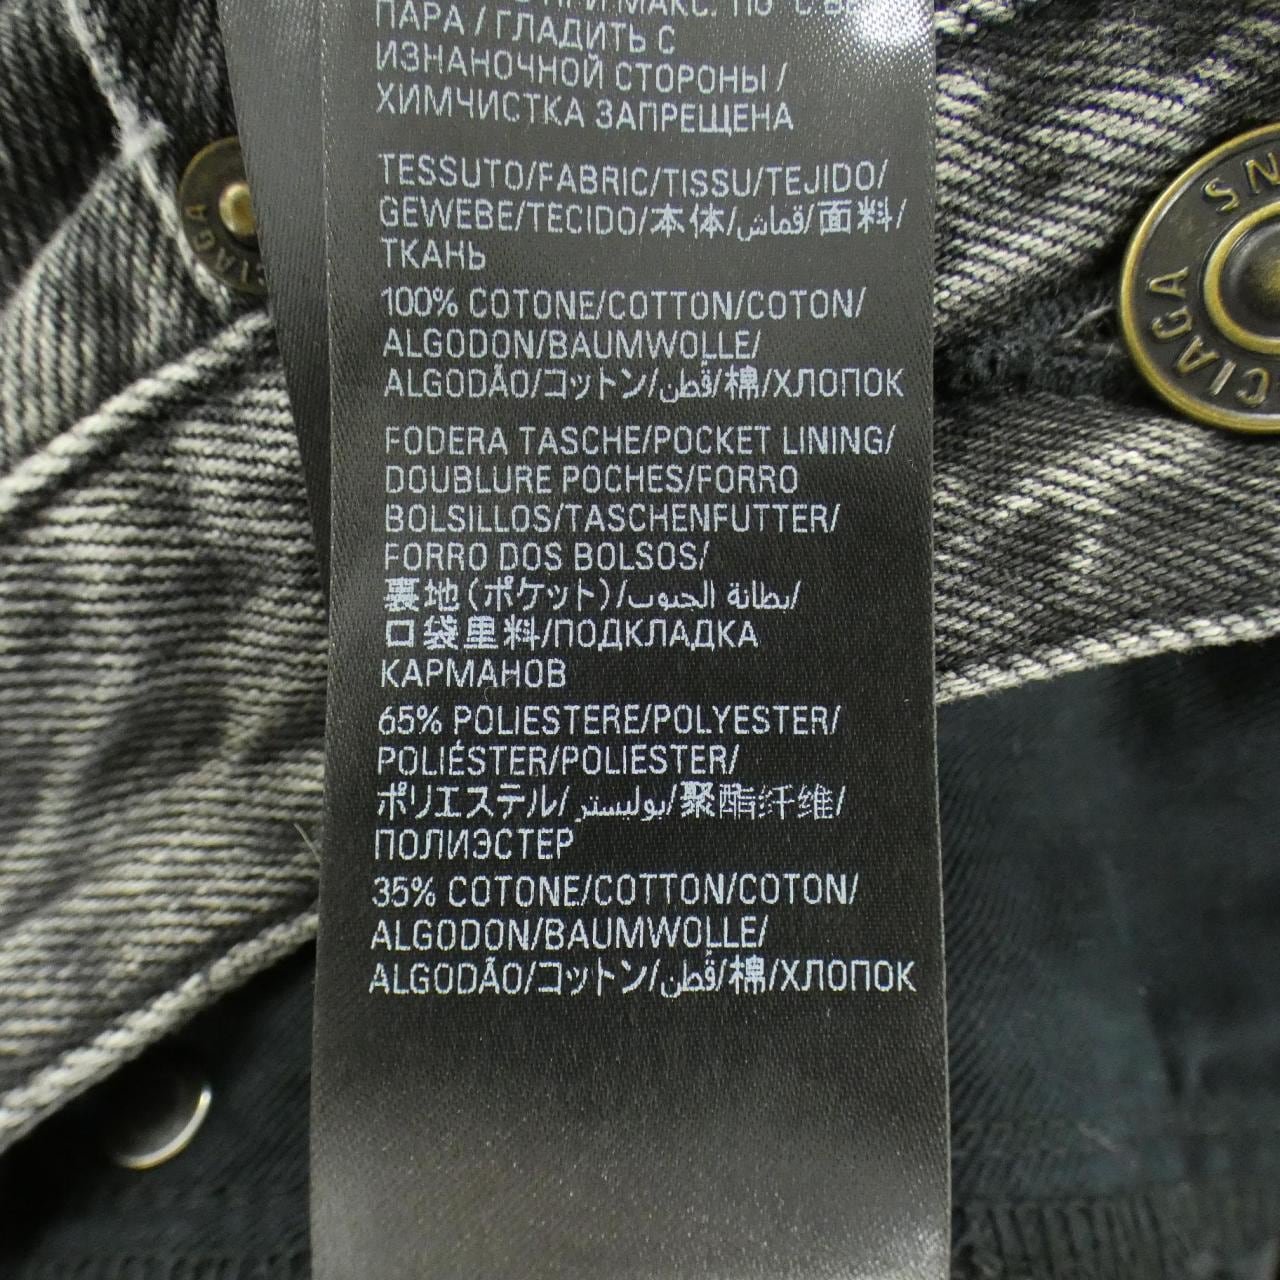 ПАРА / ГЛАДИТЬ С
ИЗНАНОЧНОЙ СТОРОНЫ /
ХИМЧИСТКА ЗАПРЕЩЕНА
TESSUTO/FABRIC/TISSU/TEJIDO/
GEWEBE/TECIDO/本体/قماش/面料/
ТКАНЬ
100% COTONE/COTTON/COTON/
ALGODON/BAUMWOLLE/
ALGODÃO/コットン/قطن/棉/ХЛОПОК
FODERA TASCHE/POCKET LINING/
DOUBLURE POCHES/FORRO
BOLSILLOS/TASCHENFUTTER/
FORRO DOS BOLSOS/
裏地(ポケット)/بطانة الجيوب/
口袋里料/ПОДКЛАДКА
КАРМАНОВ
65% POLIESTERE/POLYESTER/
POLIÉSTER/POLIESTER/
ポリエステル/بوليستر/聚酯纤维/
ПОЛИЭСТЕР
35% COTONE/COTTON/COTON/
ALGODON/BAUMWOLLE/
ALGODÃO/コットン/قطن/棉/ХЛОПОК
CIAGA
CIAGA